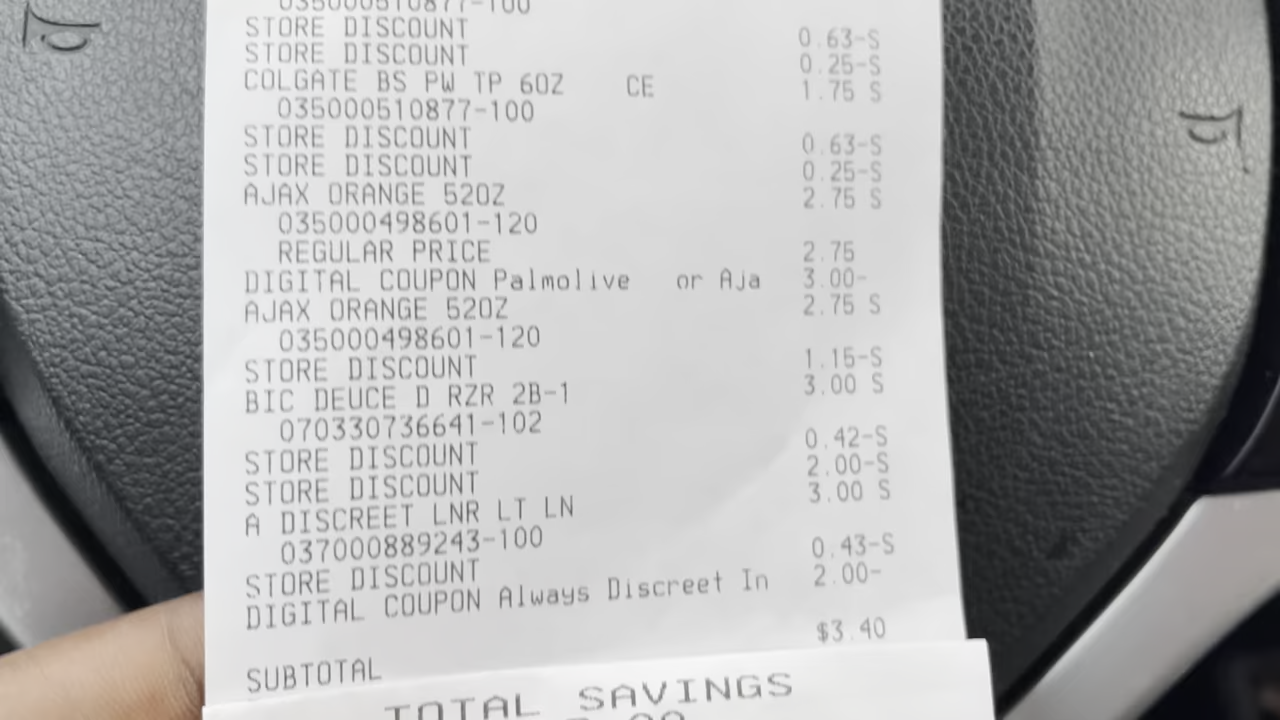 035000510877-100
STORE DISCOUNT 0.63-S
STORE DISCOUNT 0.25-S
COLGATE BS PW TP 6OZ CE 1.75 S
035000510877-100
STORE DISCOUNT 0.63-S
STORE DISCOUNT 0.25-S
AJAX ORANGE 52OZ 2.75 S
035000498601-120
REGULAR PRICE 2.75
DIGITAL COUPON Palmolive or Aja 3.00-
AJAX ORANGE 52OZ 2.75 S
035000498601-120
STORE DISCOUNT 1.15-S
BIC DEUCE D RZR 2B-1 3.00 S
070330736641-102
STORE DISCOUNT 0.42-S
STORE DISCOUNT 2.00-S
A DISCREET LNR LT LN 3.00 S
037000889243-100
STORE DISCOUNT 0.43-S
DIGITAL COUPON Always Discreet In 2.00-
SUBTOTAL $3.40
TOTAL SAVINGS